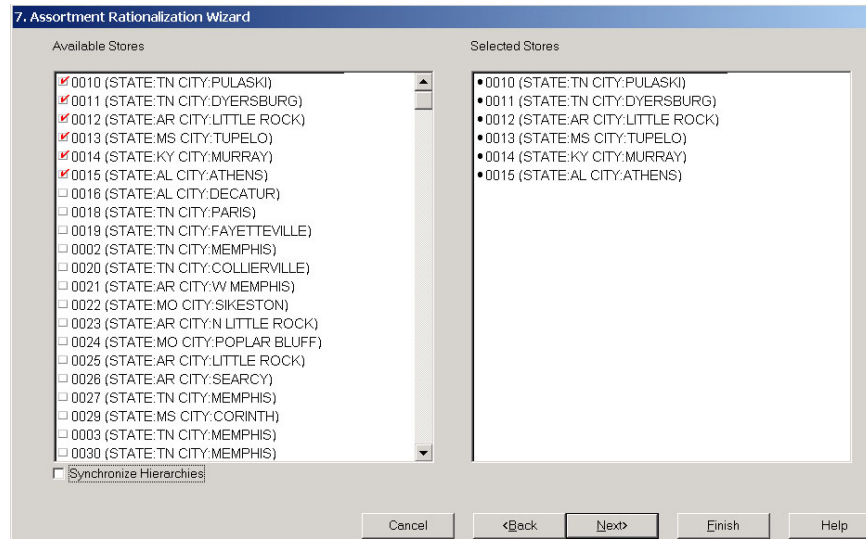 7. Assortment Rationalization Wizard
Available Stores
0010 (STATE:TN CITY:PULASKI)
0011 (STATE:TN CITY:DYERSBURG)
0012 (STATE:AR CITY:LITTLE ROCK)
0013 (STATE:MS CITY:TUPELO)
0014 (STATE:KY CITY:MURRAY)
0015 (STATE:AL CITY:ATHENS)
0016 (STATE:AL CITY:DECATUR)
0018 (STATE:TN CITY:PARIS)
0019 (STATE:TN CITY:FAYETTEVILLE)
0002 (STATE:TN CITY:MEMPHIS)
0020 (STATE:TN CITY:COLLIERVILLE)
0021 (STATE:AR CITY:W MEMPHIS)
0022 (STATE:MO CITY:SIKESTON)
0023 (STATE:AR CITY:N LITTLE ROCK)
0024 (STATE:MO CITY:POPLAR BLUFF)
0025 (STATE:AR CITY:LITTLE ROCK)
0026 (STATE:AR CITY:SEARCY)
0027 (STATE:TN CITY:MEMPHIS)
0029 (STATE:MS CITY:CORINTH)
0003 (STATE:TN CITY:MEMPHIS)
0030 (STATE:TN CITY:MEMPHIS)
Synchronize Hierarchies
Selected Stores
•0010 (STATE:TN CITY:PULASKI)
•0011 (STATE:TN CITY:DYERSBURG)
•0012 (STATE:AR CITY:LITTLE ROCK)
•0013 (STATE:MS CITY:TUPELO)
•0014 (STATE:KY CITY:MURRAY)
•0015 (STATE:AL CITY:ATHENS)
Cancel
<Back
Next>
Finish
Help